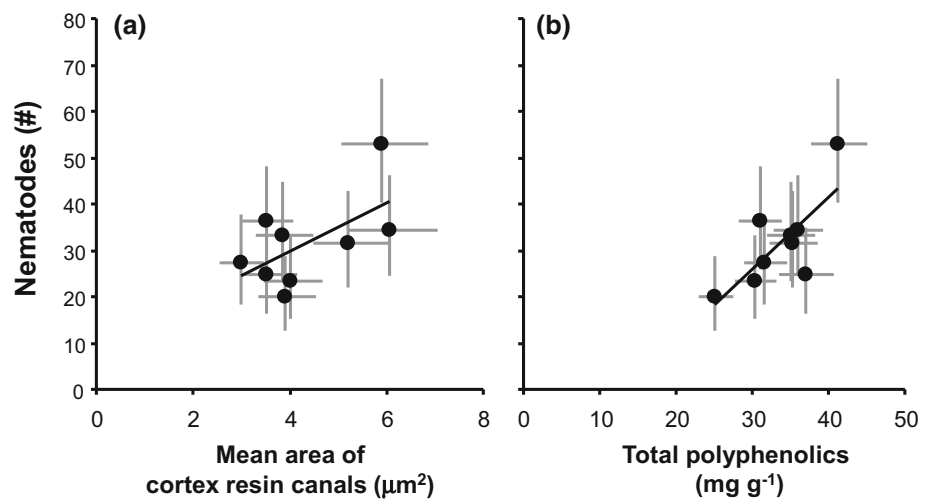 (a) (b)
Nematodes (#)
80
70
60
50
40
30
20
10
0
0 2 4 6 8
0 10 20 30 40 50
Mean area of
cortex resin canals (μm²)
Total polyphenolics
(mg g⁻¹)